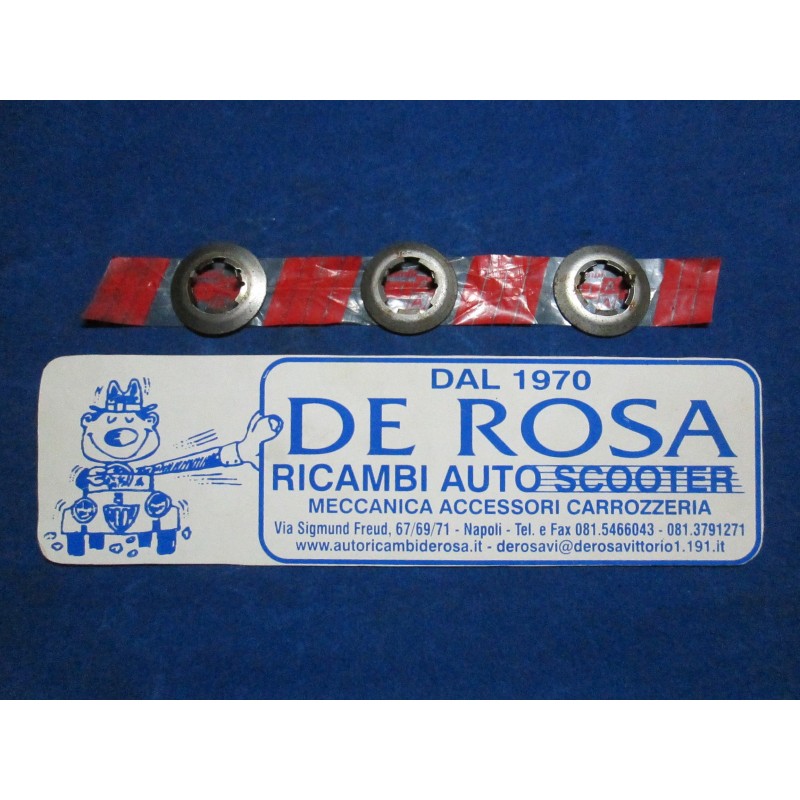 DAL 1970
DE ROSA
RICAMBI AUTO SCOOTER
MECCANICA ACCESSORI CARROZZERIA
Via Sigmund Freud, 67/69/71 - Napoli - Tel. e Fax 081.5466043 - 081.3791271
www.autoricambiderosa.it - derosavi@derosavittorio1.191.it